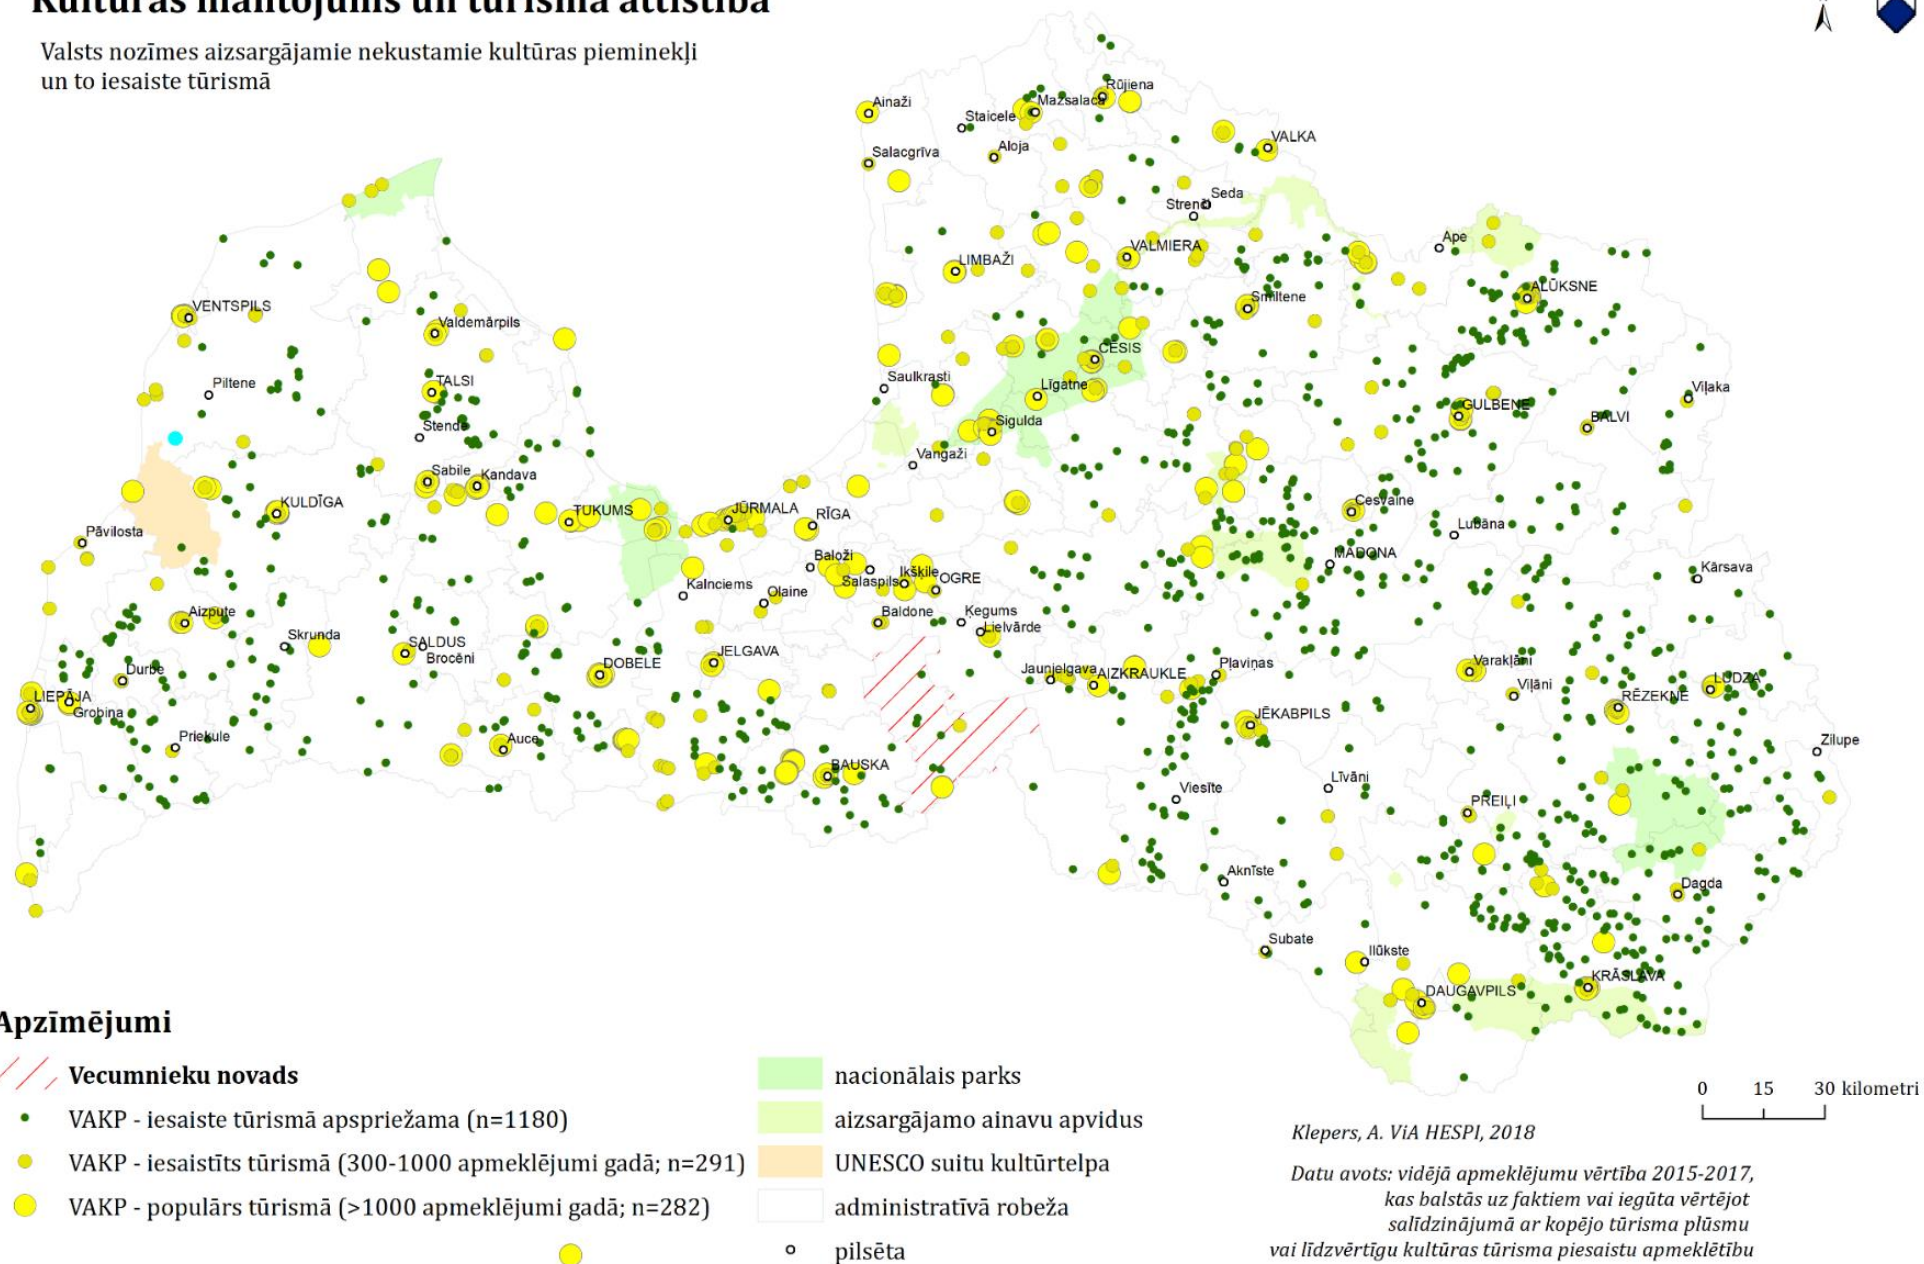 Kultūras mantojums un tūrisma attīstība
Valsts nozīmes aizsargājamie nekustamie kultūras pieminekļi
un to iesaiste tūrismā
Rūjiena
Ainaži
Mazsalaca
Staicele
VALKA
Aloja
Salacgrīva
Seda
Strenči
Ape
VALMIERA
LIMBAŽI
ALŪKSNE
Smiltene
VENTSPILS
Valdemārpils
CĒSIS
Saulkrasti
Piltene
TALSI
Līgatne
Viļaka
GULBENE
BALVI
Stende
Sigulda
Vangaži
Sabile
Kandava
KULDĪGA
Cesvaine
TUKUMS
JŪRMALA
RĪGA
Lubāna
Pāvilosta
MADONA
Baloži
Kārsava
Salaspils
Ikšķile
OGRE
Kalnciems
Olaine
Aizpute
Baldone
Ķegums
Lielvārde
Skrunda
SALDUS
Brocēni
JELGAVA
DOBELE
Durbe
Jaunjelgava
AIZKRAUKLE
Pļaviņas
Varakļāni
Viļāni
LUDZA
RĒZEKNE
LIEPĀJA
Grobiņa
JĒKABPILS
Priekule
Auce
Zilupe
BAUSKA
Viesīte
Līvāni
PREIĻI
Aknīste
Dagda
Subate
Ilūkste
KRĀSLAVA
DAUGAVPILS
Apzīmējumi
Vecumnieku novads
VAKP - iesaiste tūrismā apspriežama (n=1180)
VAKP - iesaistīts tūrismā (300-1000 apmeklējumi gadā; n=291)
VAKP - populārs tūrismā (>1000 apmeklējumi gadā; n=282)
nacionālais parks
aizsargājamo ainavu apvidus
UNESCO suitu kultūrtelpa
administratīvā robeža
pilsēta
0 15 30 kilometri
Klepers, A. ViA HESPI, 2018
Datu avots: vidējā apmeklējumu vērtība 2015-2017,
kas balstās uz faktiem vai iegūta vērtējot
salīdzinājumā ar kopējo tūrisma plūsmu
vai līdzvērtīgu kultūras tūrisma piesaistu apmeklētību